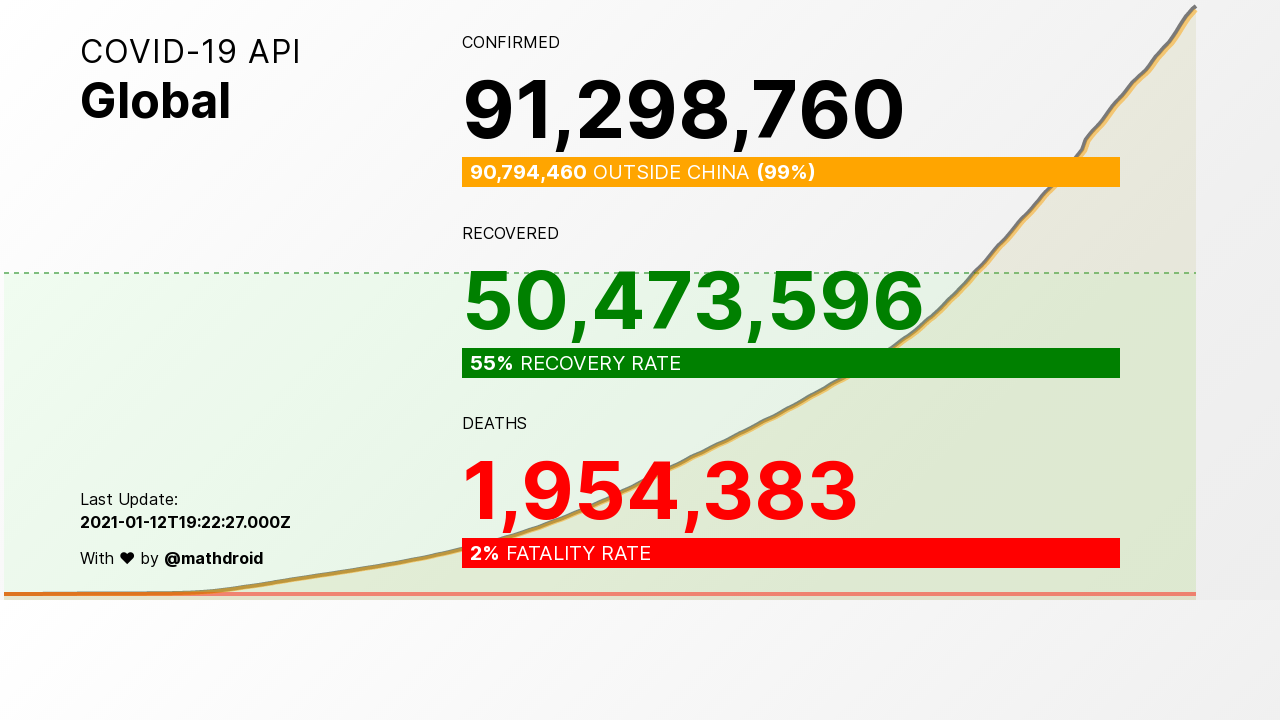 COVID-19 API
Global
CONFIRMED
91,298,760
90,794,460 OUTSIDE CHINA (99%)
RECOVERED
50,473,596
55% RECOVERY RATE
DEATHS
1,954,383
2% FATALITY RATE
Last Update:
2021-01-12T19:22:27.000Z
With ♥ by @mathdroid